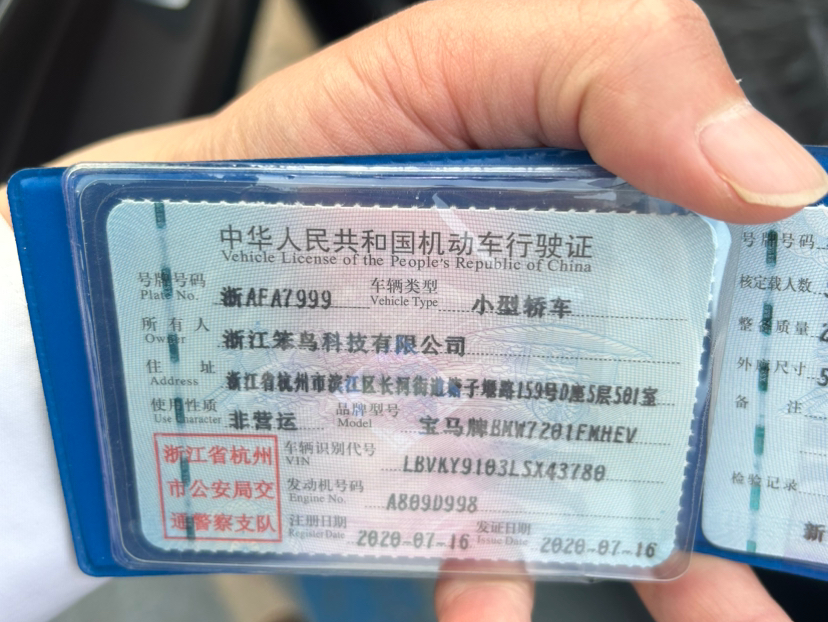 中华人民共和国机动车行驶证
Vehicle License of the People's Republic of China
号牌号码 浙AFA7999 车辆类型 小型轿车
Plate No. Vehicle Type
所有人 浙江笨鸟科技有限公司
Owner
住址 浙江省杭州市滨江区长河街道塘子堰路159号D座5层501室
Address
使用性质 非营运 品牌型号 宝马牌BMW7201FMHEV
Use Character Model
浙江省杭州
市公安局交
通警察支队
车辆识别代号 LBVKY9103LSX43780
VIN
发动机号码 A809D998
Engine No.
注册日期 2020-07-16 发证日期 2020-07-16
Register Date Issue Date
号牌号码
核定载人数
整备质量
外廓尺寸
备注
检验记录
新